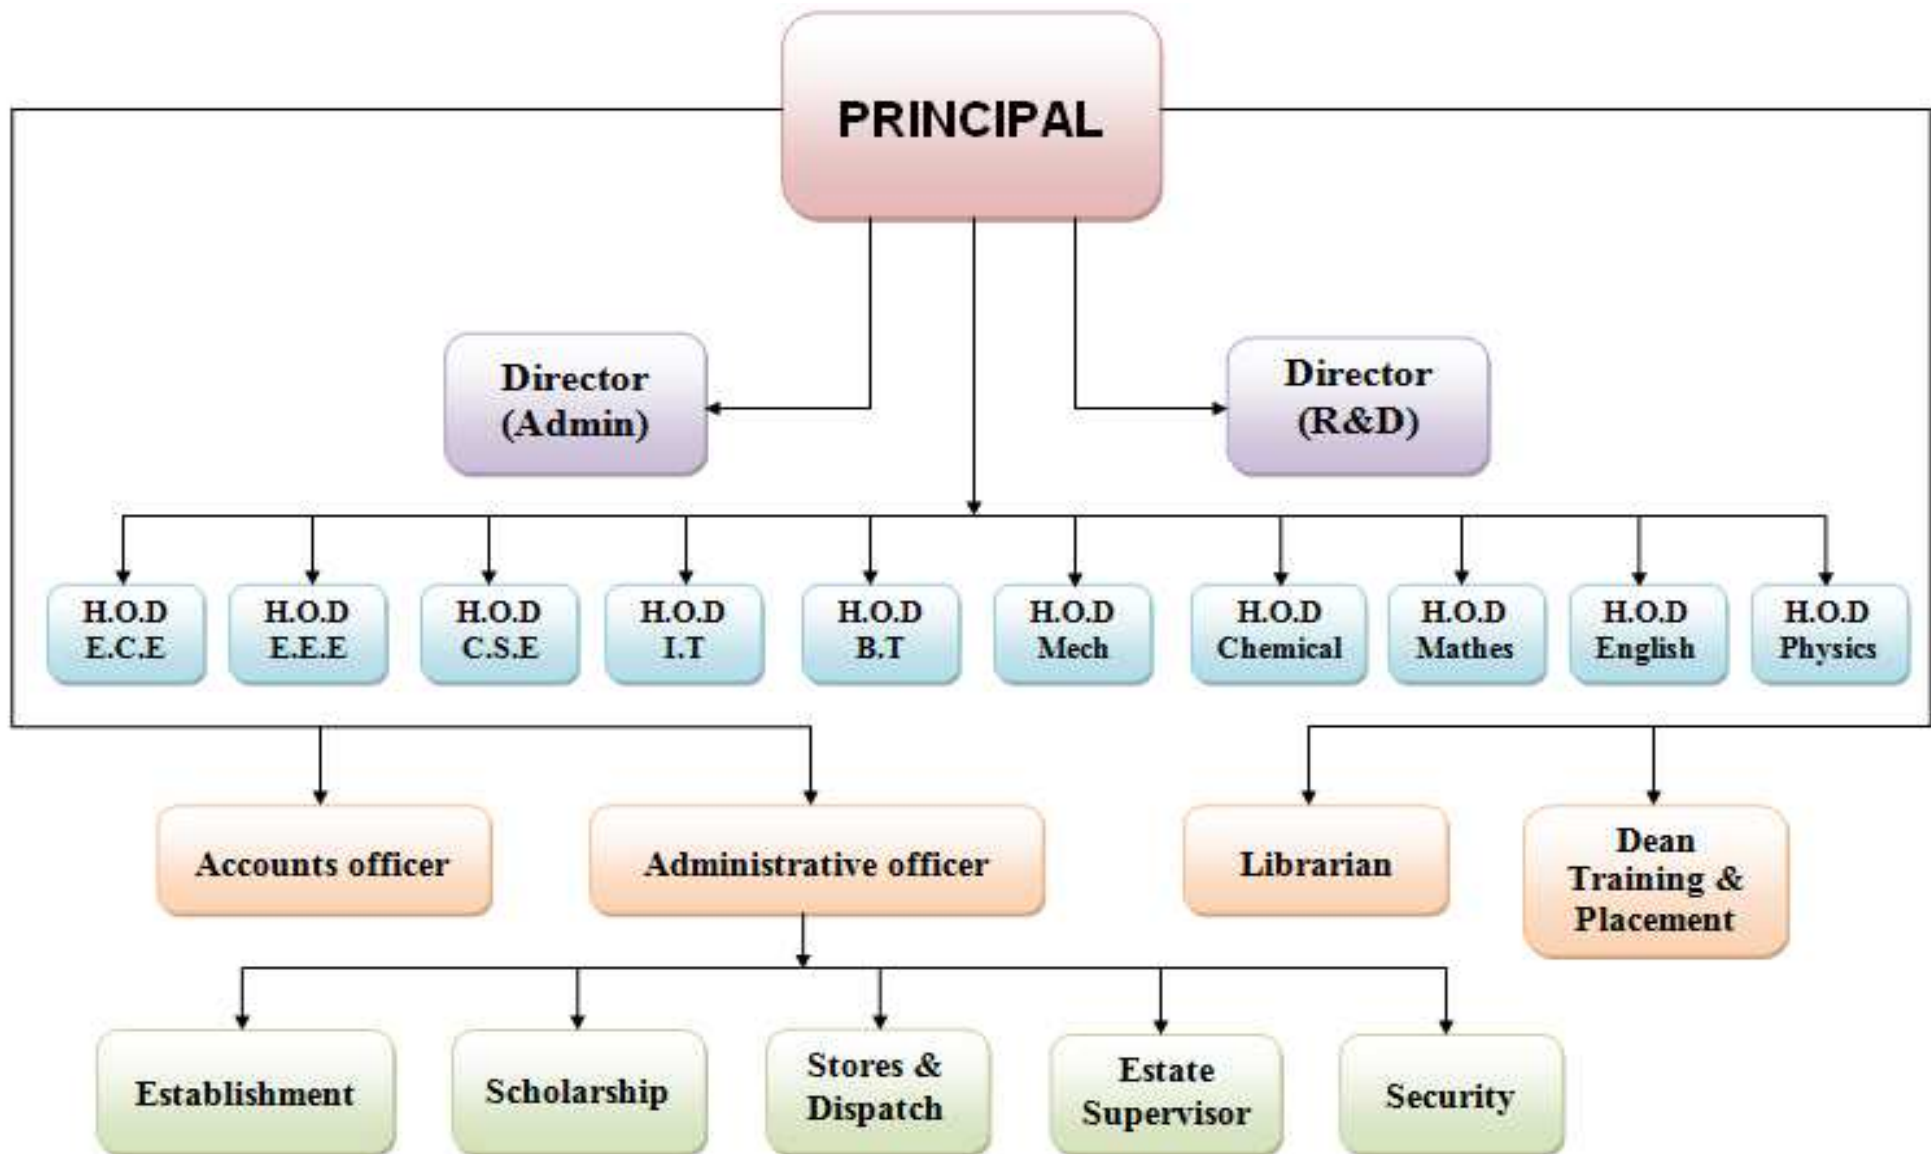 PRINCIPAL
Director
(Admin)
Director
(R&D)
H.O.D
E.C.E
H.O.D
E.E.E
H.O.D
C.S.E
H.O.D
I.T
H.O.D
B.T
H.O.D
Mech
H.O.D
Chemical
H.O.D
Mathes
H.O.D
English
H.O.D
Physics
Accounts officer
Administrative officer
Librarian
Dean
Training &
Placement
Establishment
Scholarship
Stores &
Dispatch
Estate
Supervisor
Security